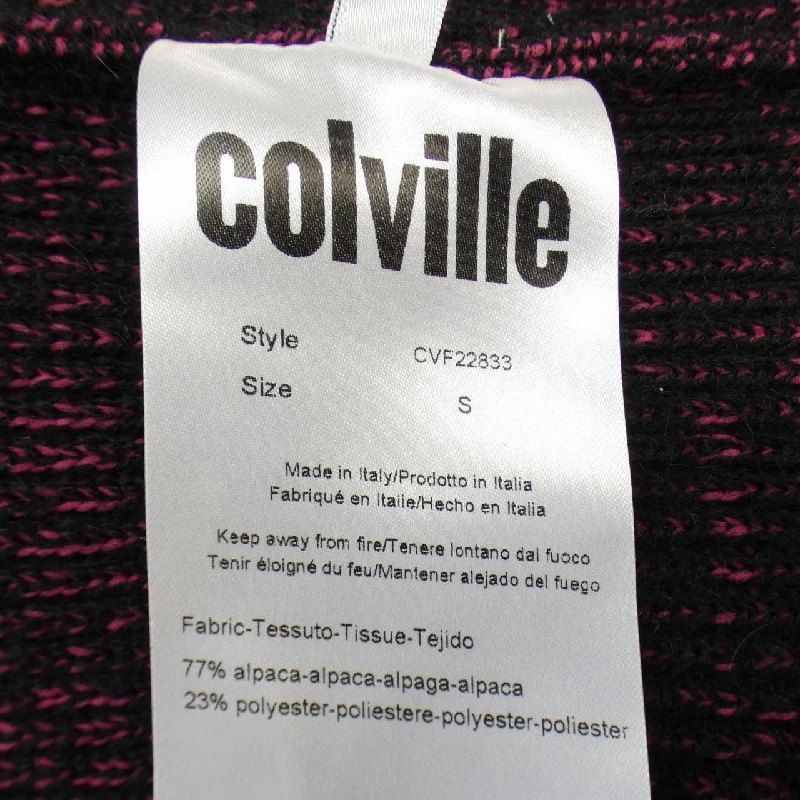 colville
Style CVF22833
Size S
Made in Italy/Prodotto in Italia
Fabriqué en Italie/Hecho en Italia
Keep away from fire/Tenere lontano dal fuoco
Tenir éloigné du feu/Mantener alejado del fuego
Fabric-Tessuto-Tissue-Tejido
77% alpaca-alpaca-alpaga-alpaca
23% polyester-poliestere-polyester-poliester